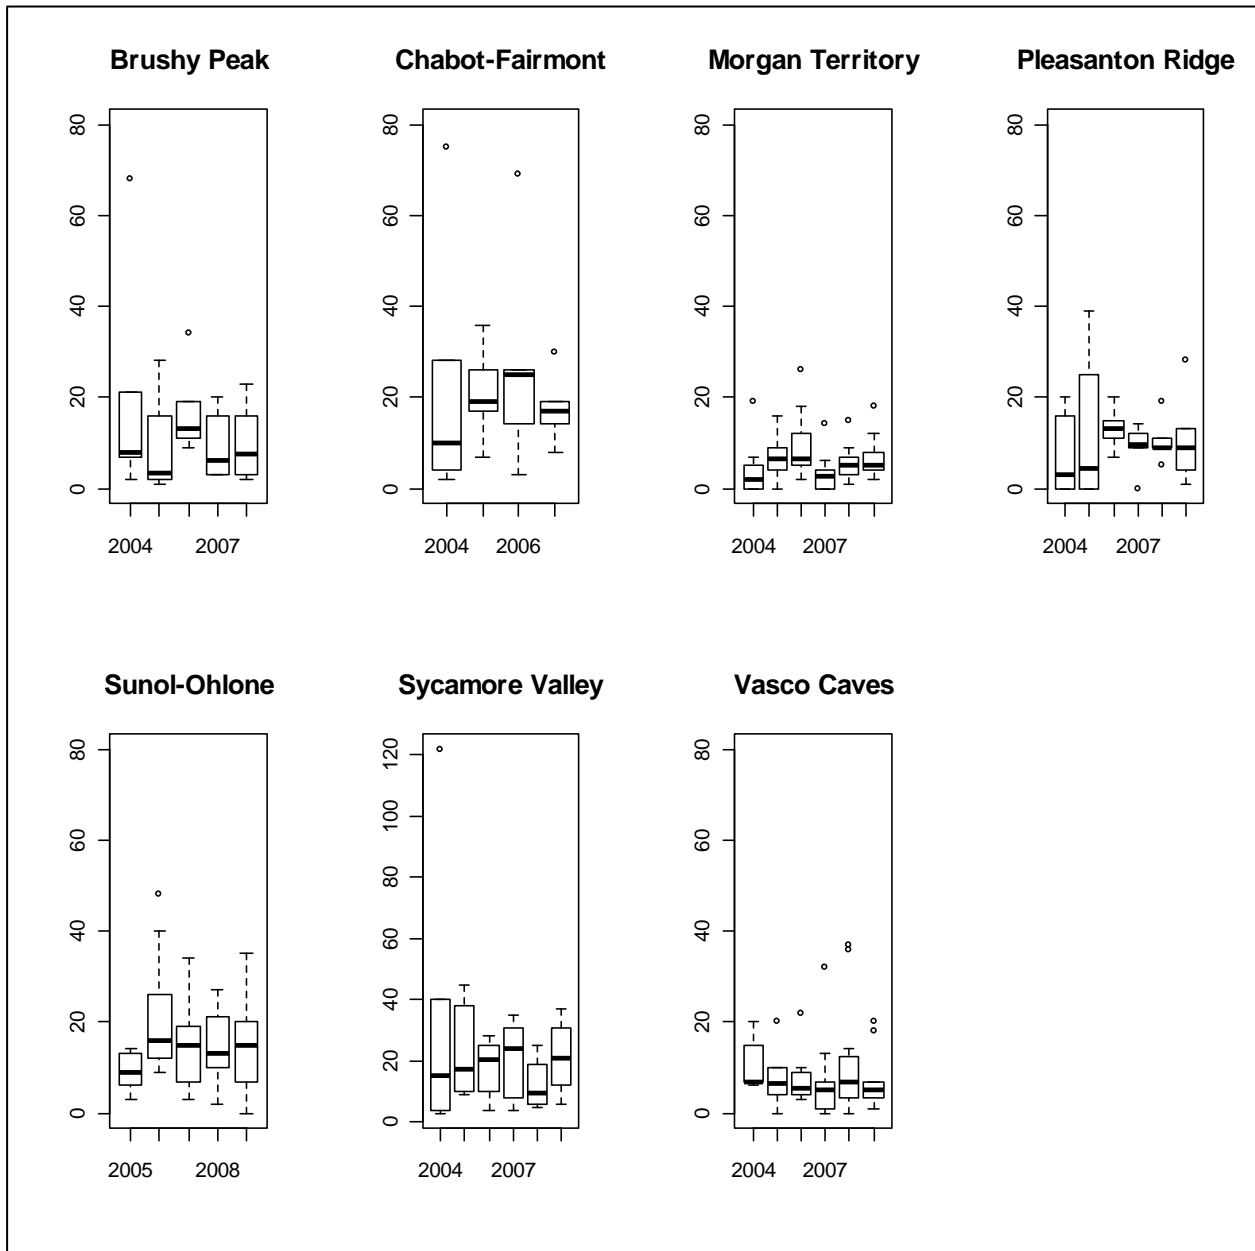 Brushy Peak Chabot-Fairmont Morgan Territory Pleasanton Ridge
80 80 80 80
60 60 60 60
40 40 40 40
20 20 20 20
0 0 0 0
2004 2007 2004 2006 2004 2007 2004 2007
Sunol-Ohlone Sycamore Valley Vasco Caves
80 120 80
60 100 60
40 80 40
20 60 20
0 40 0
20
0
2005 2008 2004 2007 2004 2007